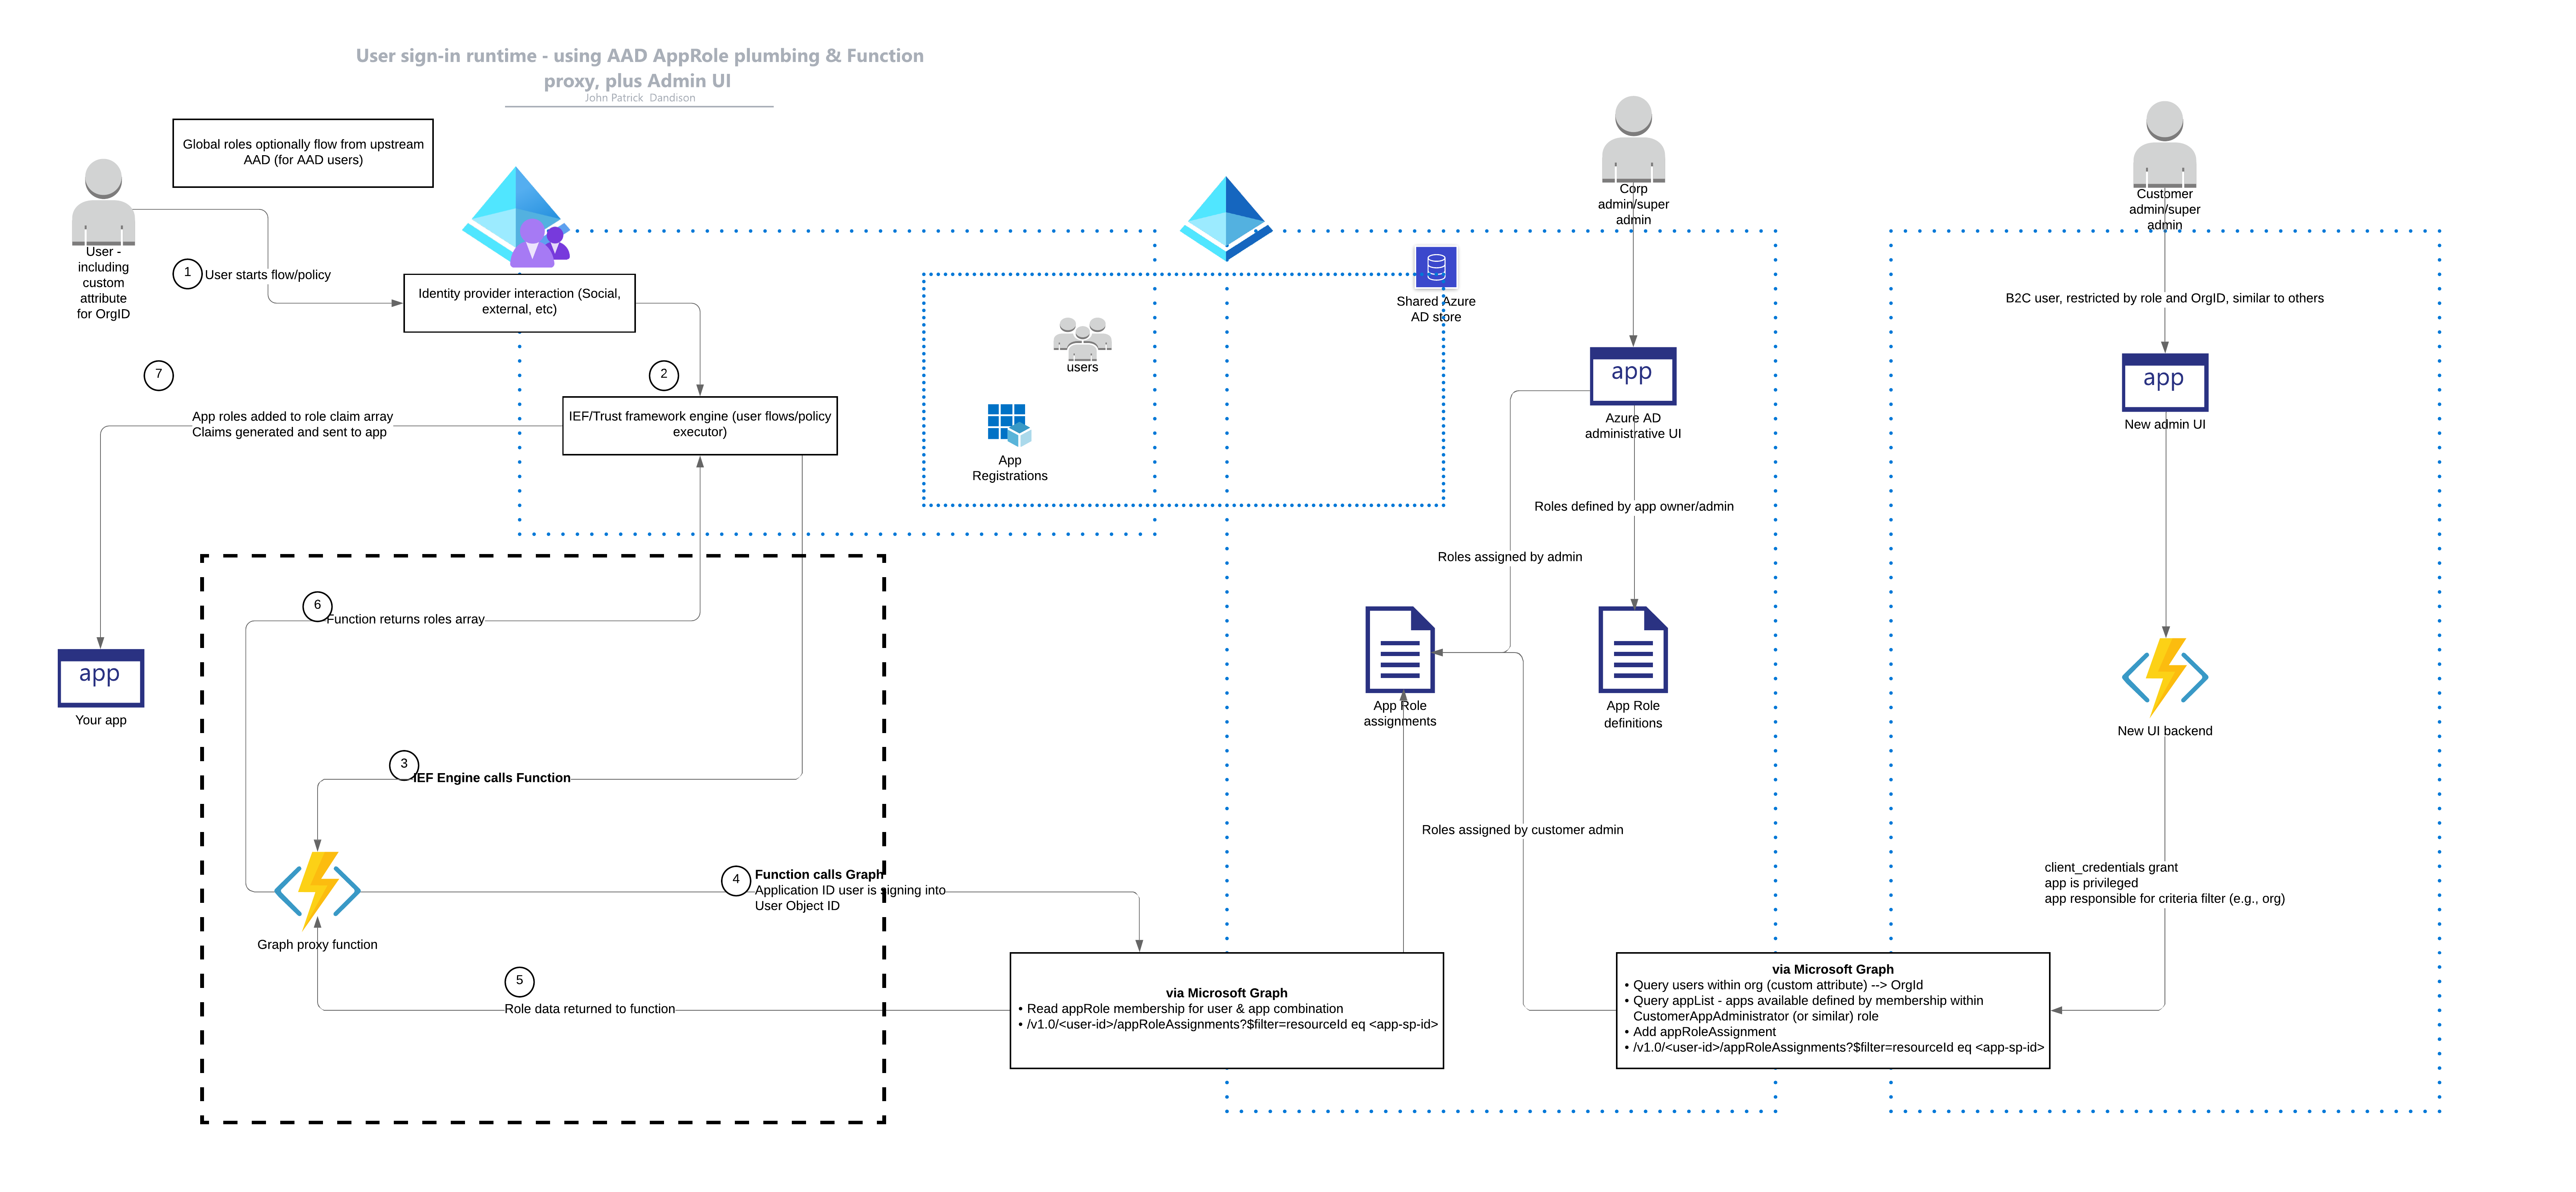 User sign-in runtime - using AAD AppRole plumbing & Function
proxy, plus Admin UI
John Patrick Dandison
Global roles optionally flow from upstream
AAD (for AAD users)
User -
including
custom
attribute
for OrgID
1
User starts flow/policy
Identity provider interaction (Social,
external, etc)
2
IEF/Trust framework engine (user flows/policy
executor)
7
App roles added to role claim array
Claims generated and sent to app
app
Your app
6
Function returns roles array
3
IEF Engine calls Function
Graph proxy function
4
Function calls Graph
Application ID user is signing into
User Object ID
5
Role data returned to function
users
App
Registrations
Shared Azure
AD store
Corp
admin/super
admin
app
Azure AD
administrative UI
Roles defined by app owner/admin
Roles assigned by admin
App Role
assignments
App Role
definitions
Roles assigned by customer admin
via Microsoft Graph
• Read appRole membership for user & app combination
• /v1.0/<user-id>/appRoleAssignments?$filter=resourceId eq <app-sp-id>
Customer
admin/super
admin
B2C user, restricted by role and OrgID, similar to others
app
New admin UI
New UI backend
client_credentials grant
app is privileged
app responsible for criteria filter (e.g., org)
via Microsoft Graph
• Query users within org (custom attribute) --> OrgId
• Query appList - apps available defined by membership within
CustomerAppAdministrator (or similar) role
• Add appRoleAssignment
• /v1.0/<user-id>/appRoleAssignments?$filter=resourceId eq <app-sp-id>